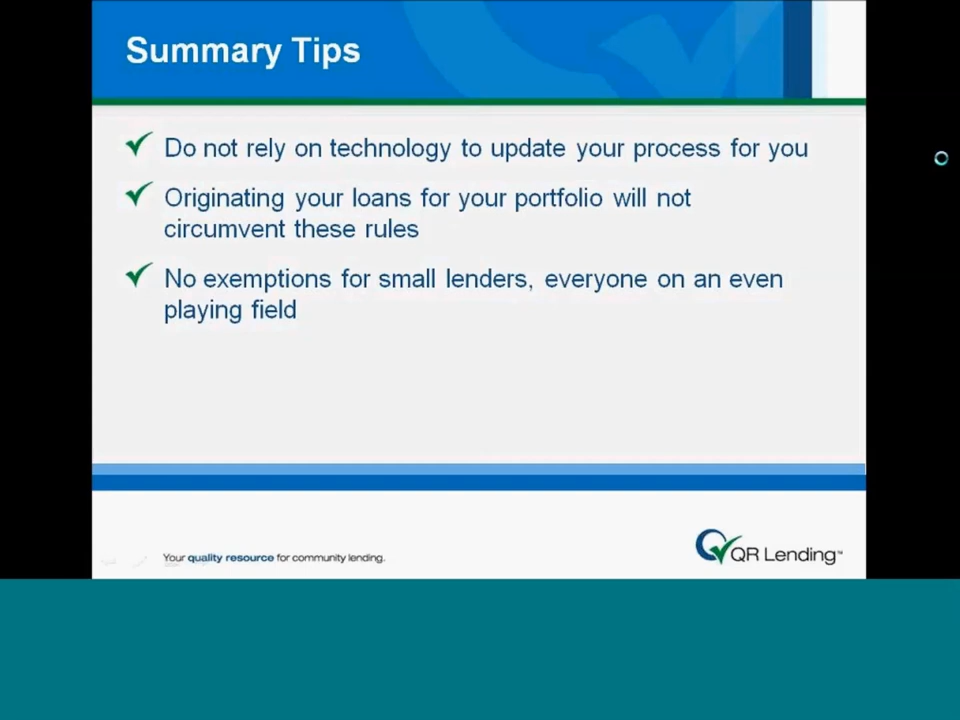 Summary Tips
Do not rely on technology to update your process for you
Originating your loans for your portfolio will not
circumvent these rules
No exemptions for small lenders, everyone on an even
playing field
Your quality resource for community lending.
QR Lending™